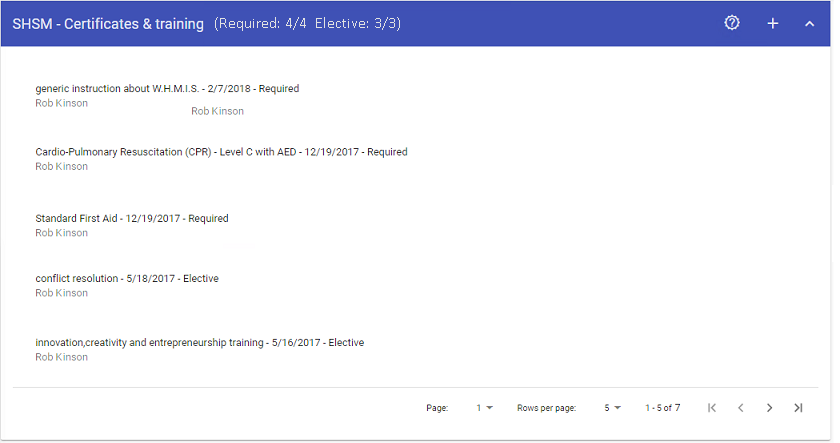 SHSM - Certificates & training (Required: 4/4 Elective: 3/3)
generic instruction about W.H.M.I.S. - 2/7/2018 - Required
Rob Kinson
Rob Kinson
Cardio-Pulmonary Resuscitation (CPR) - Level C with AED - 12/19/2017 - Required
Rob Kinson
Standard First Aid - 12/19/2017 - Required
Rob Kinson
conflict resolution - 5/18/2017 - Elective
Rob Kinson
innovation,creativity and entrepreneurship training - 5/16/2017 - Elective
Rob Kinson
Page: 1 Rows per page: 5 1 - 5 of 7